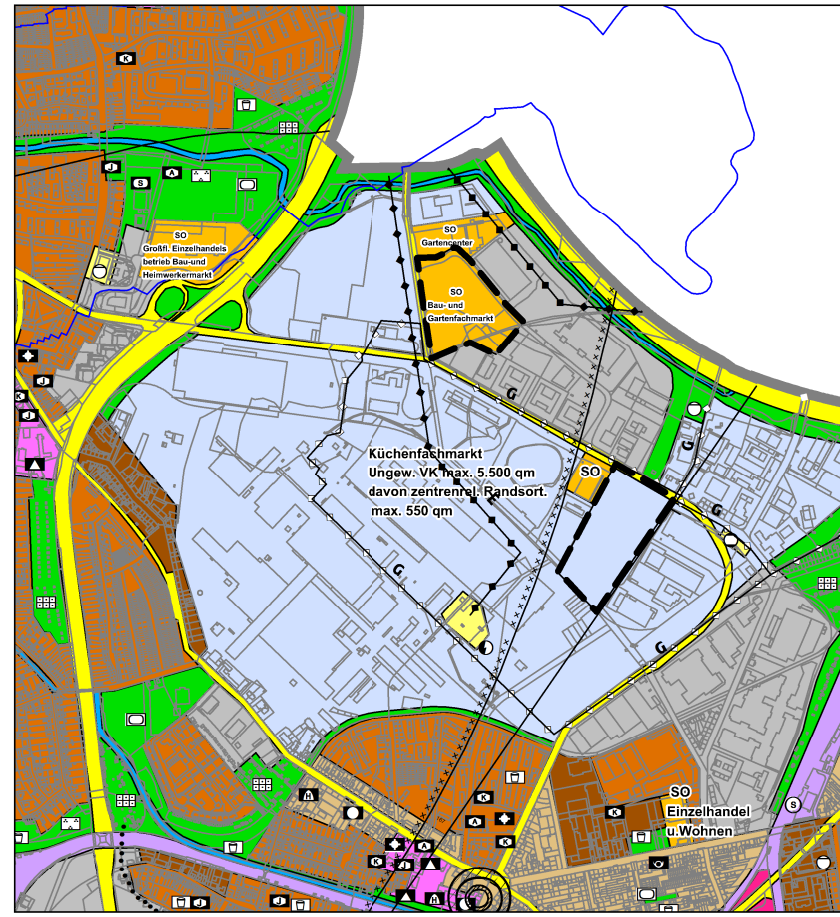 K
J
S
A
SO
Großfl. Einzelhandels
betrieb Bau-und
Heimwerkermarkt
SO
Gartencenter
SO
Bau- und
Gartenfachmarkt
J
K
J
G
Küchenfachmarkt
Ungew. VK max. 5.500 qm
davon zentrenrel. Randsort.
max. 550 qm
SO
G
E
G
G
G
SO
Einzelhandel
u.Wohnen
S
H
K
K
A
K
A
K
J
H
J
J